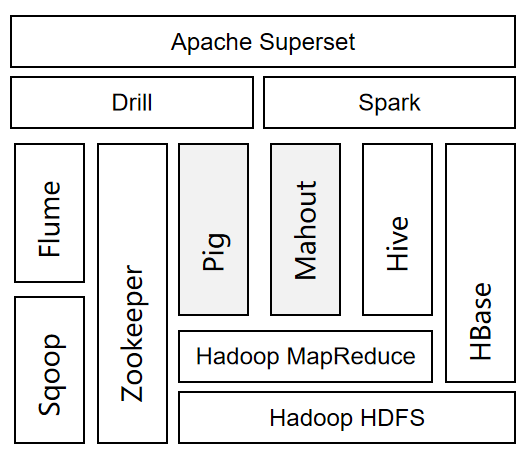 Apache Superset
Drill
Spark
Flume
Sqoop
Zookeeper
Pig
Mahout
Hive
HBase
Hadoop MapReduce
Hadoop HDFS